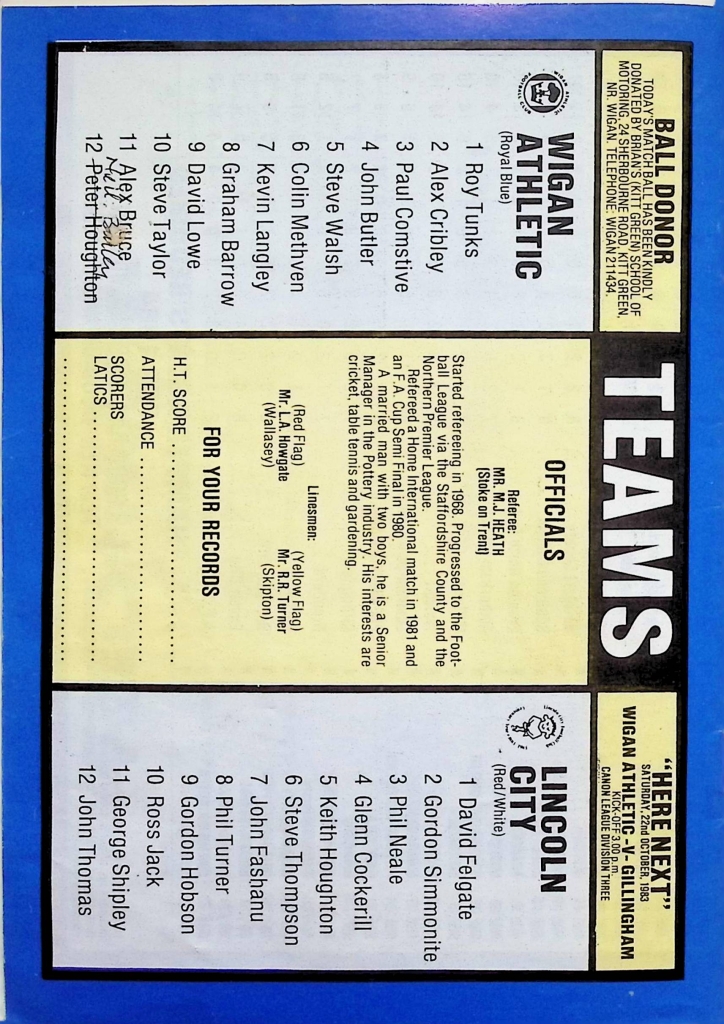 BALL DONOR
TODAY'S MATCH BALL HAS BEEN KINDLY
DONATED BY BRIAN'S (KITT GREEN) SCHOOL OF
MOTORING, 24 SHERBOURNE ROAD, KITT GREEN,
NR. WIGAN. TELEPHONE: WIGAN 211434.
TEAMS
"HERE NEXT"
SATURDAY, 22nd OCTOBER, 1983
WIGAN ATHLETIC -V- GILLINGHAM
KICK-OFF 3.00 p.m.
CANON LEAGUE DIVISION THREE
WIGAN
ATHLETIC
(Royal Blue)
1 Roy Tunks
2 Alex Cribley
3 Paul Comstive
4 John Butler
5 Steve Walsh
6 Colin Methven
7 Kevin Langley
8 Graham Barrow
9 David Lowe
10 Steve Taylor
11 Alex Bruce
12 Peter Houghton
OFFICIALS
Referee:
MR. M.J. HEATH
(Stoke on Trent)
Started refereeing in 1968. Progressed to the Foot-
ball League via the Staffordshire County and the
Northern Premier League.
Refereed a Home International match in 1981 and
an F.A. Cup Semi Final in 1980.
A married man with two boys, he is a Senior
Manager in the Pottery industry. His interests are
cricket, table tennis and gardening.
Linesmen:
(Red Flag) (Yellow Flag)
Mr. L.A. Howgate Mr. R.R. Turner
(Wallasey) (Skipton)
FOR YOUR RECORDS
H.T. SCORE ..............................
ATTENDANCE ..............................
SCORERS
LATICS ..............................
..............................
LINCOLN
CITY
(Red/White)
1 David Felgate
2 Gordon Simmonite
3 Phil Neale
4 Glenn Cockerill
5 Keith Houghton
6 Steve Thompson
7 John Fashanu
8 Phil Turner
9 Gordon Hobson
10 Ross Jack
11 George Shipley
12 John Thomas